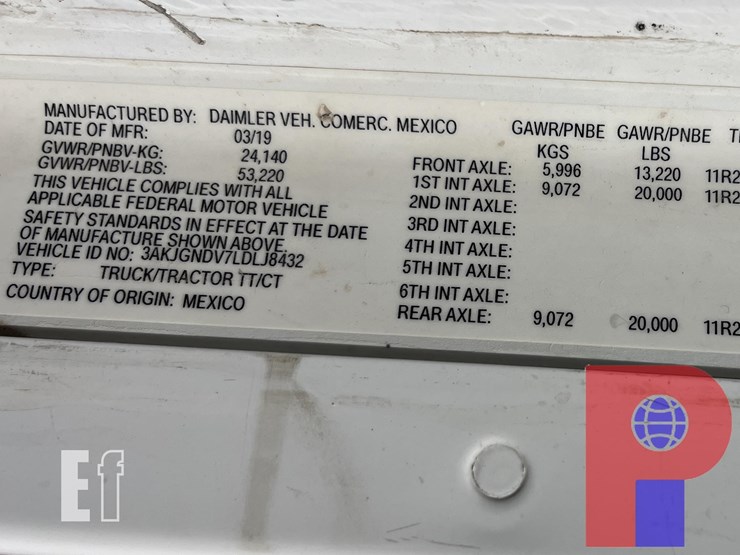 MANUFACTURED BY: DAIMLER VEH. COMERC. MEXICO
DATE OF MFR: 03/19
GVWR/PNBV-KG: 24,140
GVWR/PNBV-LBS: 53,220
THIS VEHICLE COMPLIES WITH ALL
APPLICABLE FEDERAL MOTOR VEHICLE
SAFETY STANDARDS IN EFFECT AT THE DATE
OF MANUFACTURE SHOWN ABOVE.
VEHICLE ID NO: 3AKJGNDV7LDLJ8432
TYPE: TRUCK/TRACTOR TT/CT
COUNTRY OF ORIGIN: MEXICO
GAWR/PNBE GAWR/PNBE
KGS LBS
FRONT AXLE: 5,996 13,220 11R2
1ST INT AXLE: 9,072 20,000 11R2
2ND INT AXLE:
3RD INT AXLE:
4TH INT AXLE:
5TH INT AXLE:
6TH INT AXLE:
REAR AXLE: 9,072 20,000 11R2
Ef
P